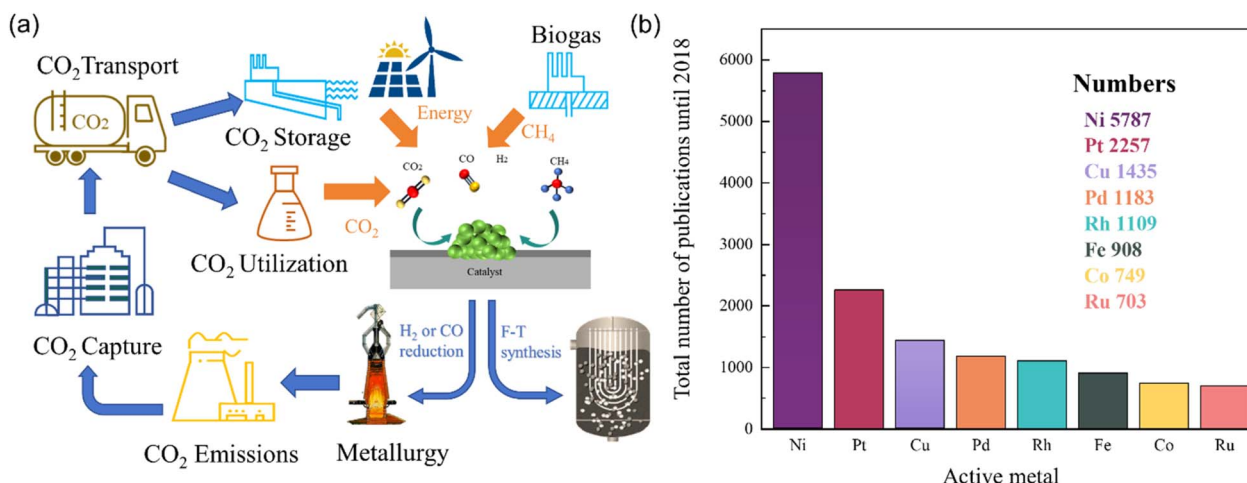 (a)
CO₂Transport
CO₂
CO₂ Storage
Energy
Biogas
CH₄
CO₂
CO
H₂
CH₄
CO₂
CO₂ Utilization
Catalyst
CO₂ Capture
H₂ or CO
reduction
F-T
synthesis
CO₂ Emissions
Metallurgy
(b)
Total number of publications until 2018
6000
5000
4000
3000
2000
1000
0
Numbers
Ni 5787
Pt 2257
Cu 1435
Pd 1183
Rh 1109
Fe 908
Co 749
Ru 703
Ni Pt Cu Pd Rh Fe Co Ru
Active metal